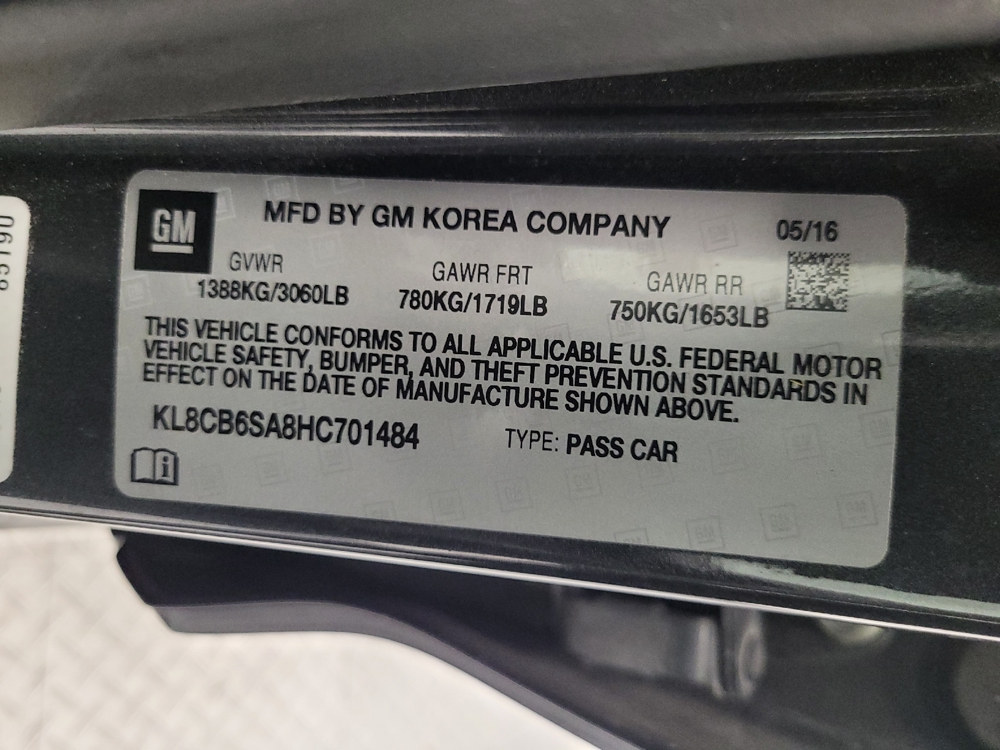 GM
MFD BY GM KOREA COMPANY
05/16
GVWR
1388KG/3060LB
GAWR FRT
780KG/1719LB
GAWR RR
750KG/1653LB
THIS VEHICLE CONFORMS TO ALL APPLICABLE U.S. FEDERAL MOTOR
VEHICLE SAFETY, BUMPER, AND THEFT PREVENTION STANDARDS IN
EFFECT ON THE DATE OF MANUFACTURE SHOWN ABOVE.
KL8CB6SA8HC701484
TYPE: PASS CAR